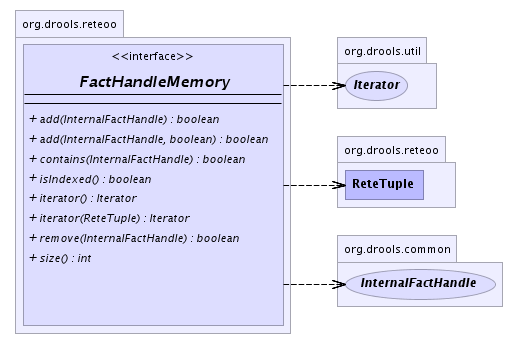 org.drools.reteoo
<<interface>>
FactHandleMemory
+ add(InternalFactHandle) : boolean
+ add(InternalFactHandle, boolean) : boolean
+ contains(InternalFactHandle) : boolean
+ isIndexed() : boolean
+ iterator() : Iterator
+ iterator(ReteTuple) : Iterator
+ remove(InternalFactHandle) : boolean
+ size() : int
org.drools.util
Iterator
org.drools.reteoo
ReteTuple
org.drools.common
InternalFactHandle